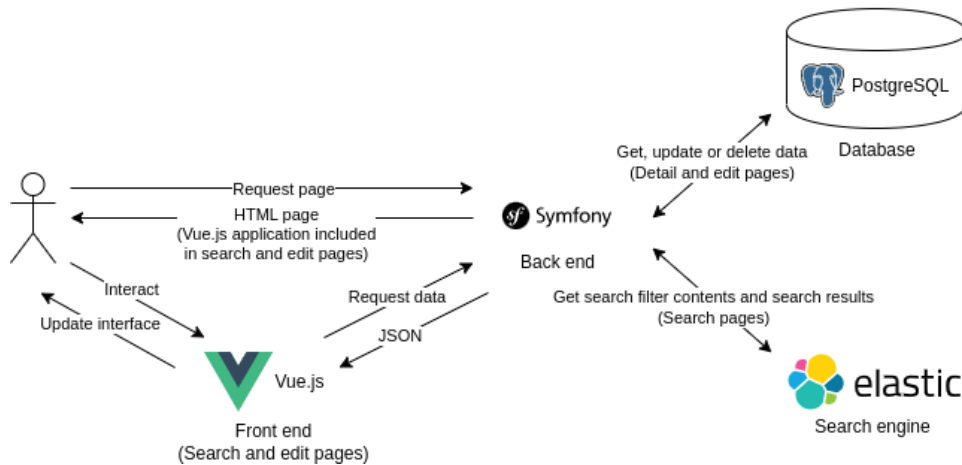 PostgreSQL
Database
Get, update or delete data
(Detail and edit pages)
Request page
HTML page
(Vue.js application included
in search and edit pages)
sf Symfony
Back end
Interact
Update interface
Request data
JSON
Get search filter contents and search results
(Search pages)
Vue.js
Front end
(Search and edit pages)
elastic
Search engine